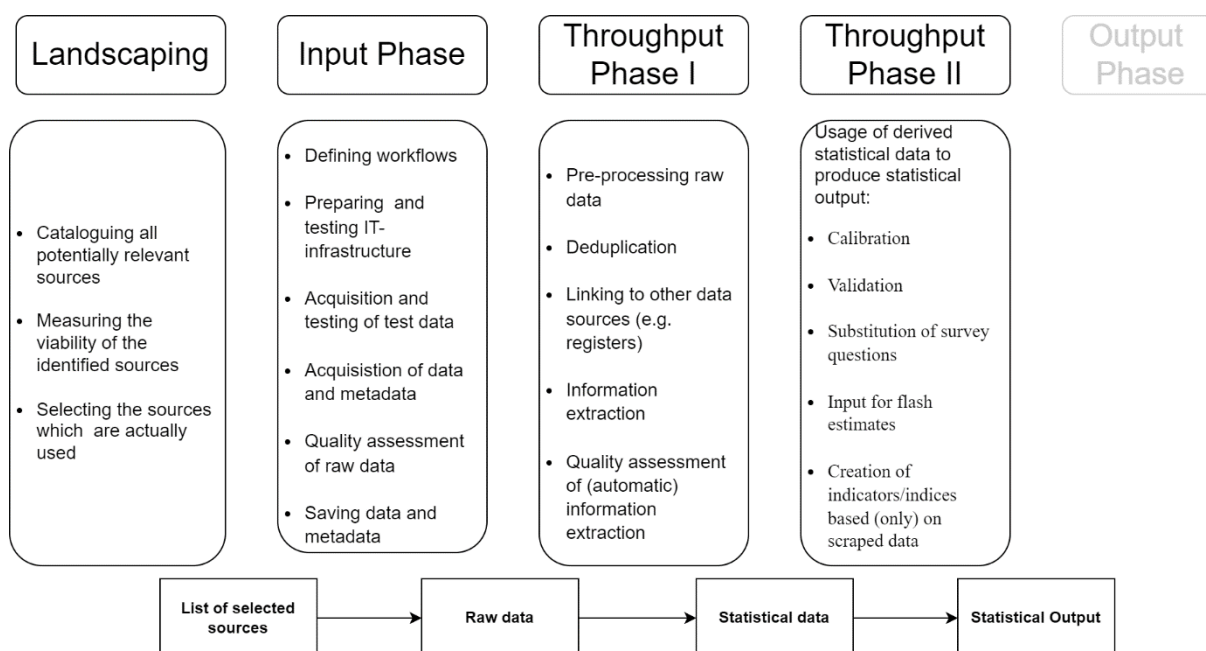 Landscaping
Input Phase
Throughput
Phase I
Throughput
Phase II
Output
Phase
• Cataloguing all
potentially relevant
sources
• Measuring the
viability of the
identified sources
• Selecting the sources
which are actually
used
• Defining workflows
• Preparing and
testing IT-
infrastructure
• Acquisition and
testing of test data
• Acquisistion of data
and metadata
• Quality assessment
of raw data
• Saving data and
metadata
• Pre-processing raw
data
• Deduplication
• Linking to other data
sources (e.g.
registers)
• Information
extraction
• Quality assessment
of (automatic)
information
extraction
Usage of derived
statistical data to
produce statistical
output:
• Calibration
• Validation
• Substitution of survey
questions
• Input for flash
estimates
• Creation of
indicators/indices
based (only) on
scraped data
List of selected
sources
Raw data
Statistical data
Statistical Output